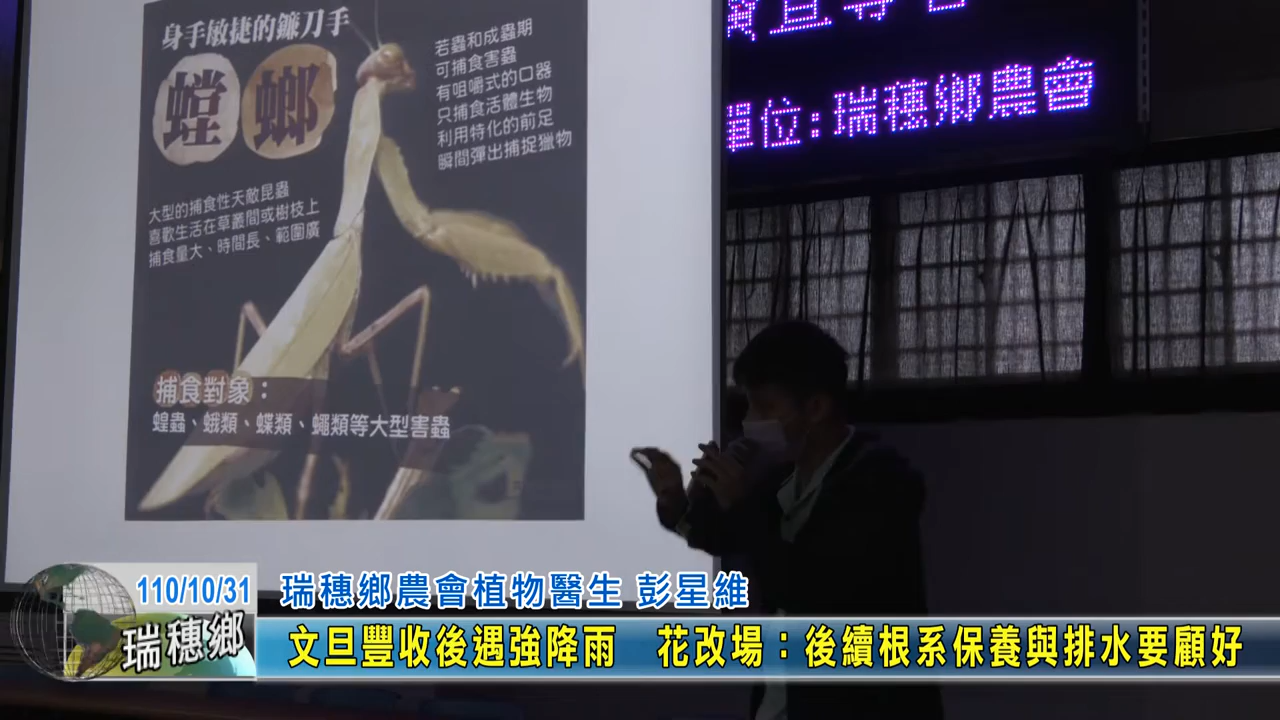 身手敏捷的鐮刀手
螳螂
若蟲和成蟲期
可捕食害蟲
有咀嚼式的口器
只捕食活體生物
利用特化的前足
瞬間彈出捕捉獵物
大型的捕食性天敵昆蟲
喜歡生活在草叢間或樹枝上
捕食量大、時間長、範圍廣
捕食對象：
蝗蟲、蛾類、蝶類、蠅類等大型害蟲
單位:瑞穗鄉農會
110/10/31
瑞穗鄉農會植物醫生 彭星維
瑞穗鄉
文旦豐收後遇強降雨 花改場：後續根系保養與排水要顧好